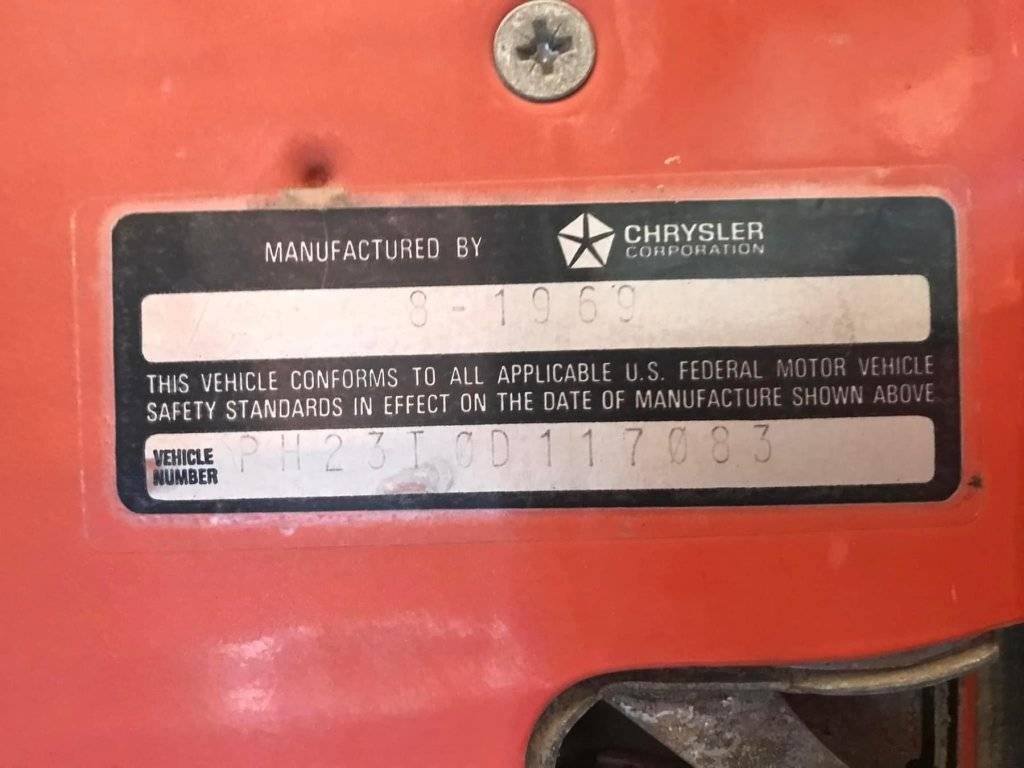 MANUFACTURED BY CHRYSLER CORPORATION
8-1969
THIS VEHICLE CONFORMS TO ALL APPLICABLE U.S. FEDERAL MOTOR VEHICLE
SAFETY STANDARDS IN EFFECT ON THE DATE OF MANUFACTURE SHOWN ABOVE
VEHICLE NUMBER PH23T0D117083